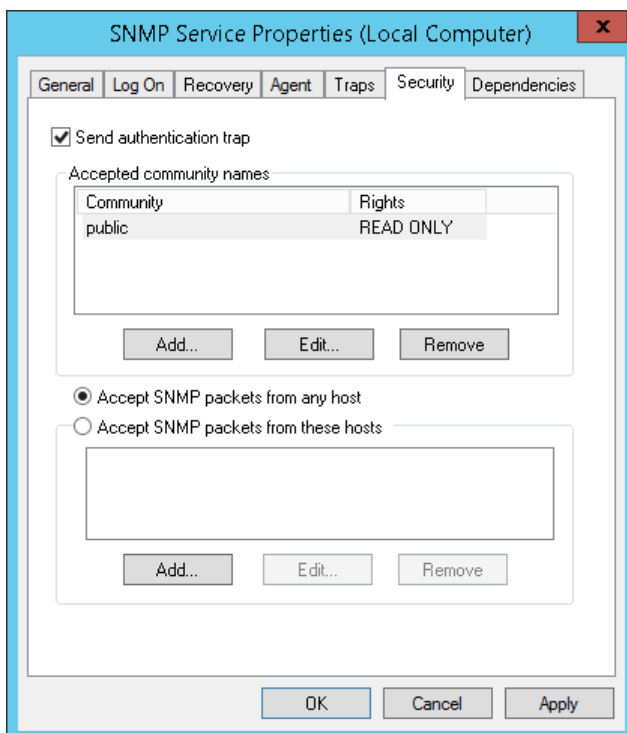 SNMP Service Properties (Local Computer)
x
General Log On Recovery Agent Traps Security Dependencies
Send authentication trap
Accepted community names
Community Rights
public READ ONLY
Add... Edit... Remove
Accept SNMP packets from any host
Accept SNMP packets from these hosts
Add... Edit... Remove
OK Cancel Apply